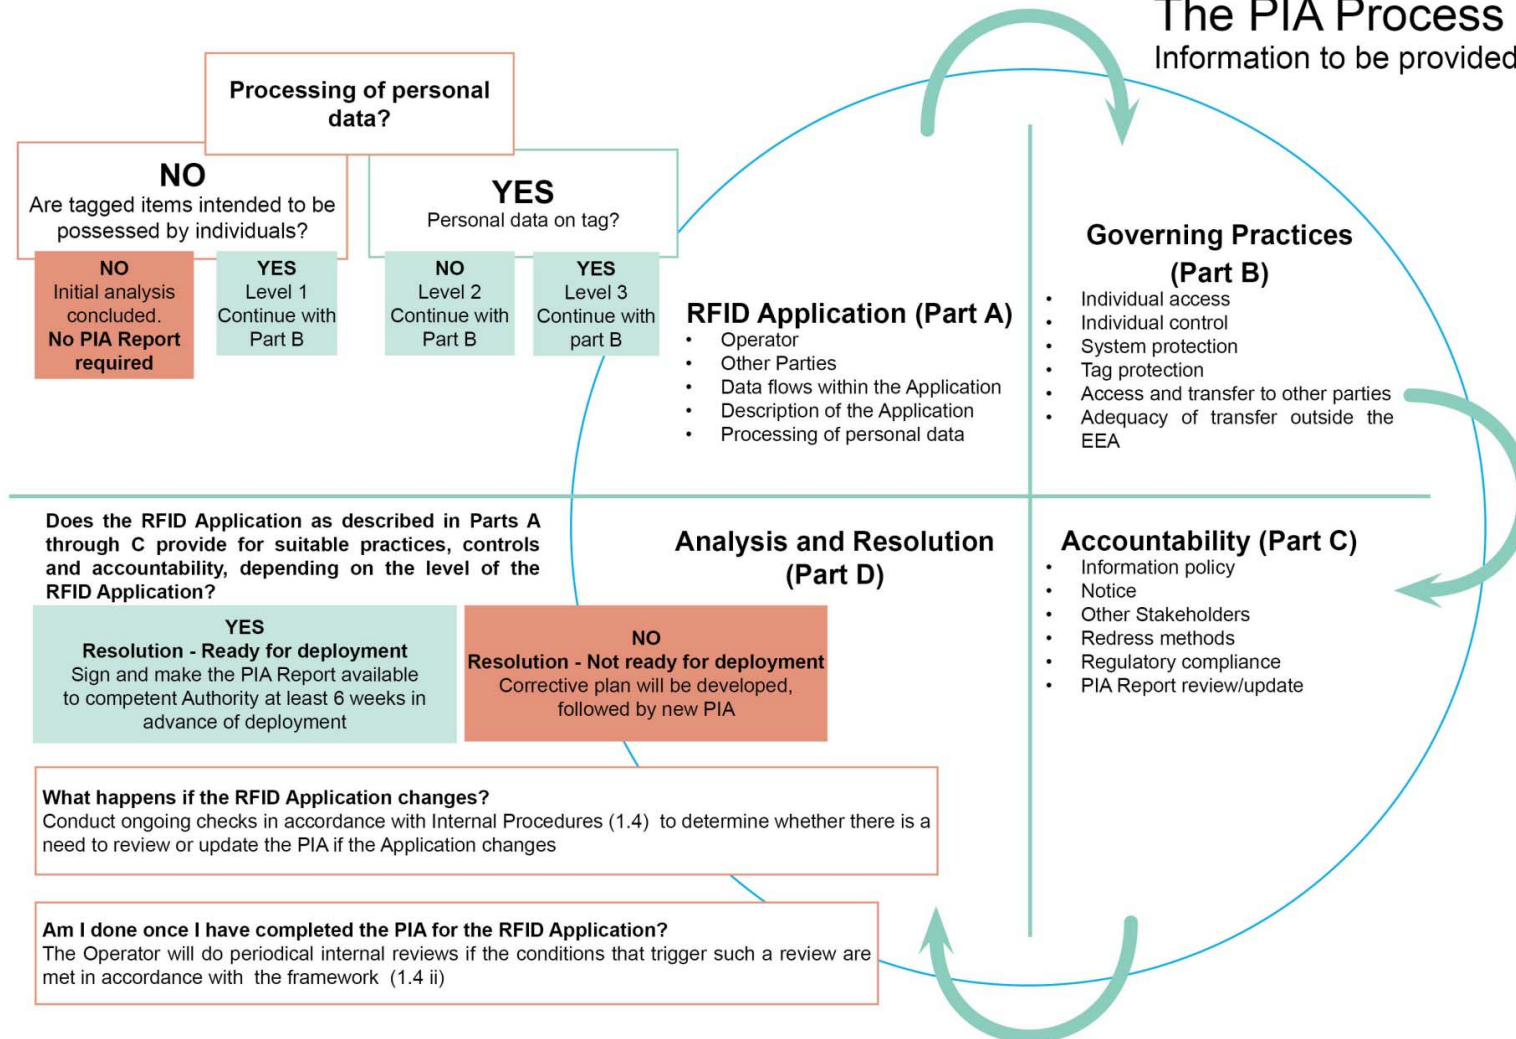 The PIA Process
Information to be provided
Processing of personal
data?
NO
Are tagged items intended to be
possessed by individuals?
YES
Personal data on tag?
NO
Initial analysis
concluded.
No PIA Report
required
YES
Level 1
Continue with
Part B
NO
Level 2
Continue with
Part B
YES
Level 3
Continue with
part B
RFID Application (Part A)
• Operator
• Other Parties
• Data flows within the Application
• Description of the Application
• Processing of personal data
Governing Practices
(Part B)
• Individual access
• Individual control
• System protection
• Tag protection
• Access and transfer to other parties
• Adequacy of transfer outside the
EEA
Does the RFID Application as described in Parts A
through C provide for suitable practices, controls
and accountability, depending on the level of the
RFID Application?
YES
Resolution - Ready for deployment
Sign and make the PIA Report available
to competent Authority at least 6 weeks in
advance of deployment
NO
Resolution - Not ready for deployment
Corrective plan will be developed,
followed by new PIA
Analysis and Resolution
(Part D)
Accountability (Part C)
• Information policy
• Notice
• Other Stakeholders
• Redress methods
• Regulatory compliance
• PIA Report review/update
What happens if the RFID Application changes?
Conduct ongoing checks in accordance with Internal Procedures (1.4) to determine whether there is a
need to review or update the PIA if the Application changes
Am I done once I have completed the PIA for the RFID Application?
The Operator will do periodical internal reviews if the conditions that trigger such a review are
met in accordance with the framework (1.4 ii)